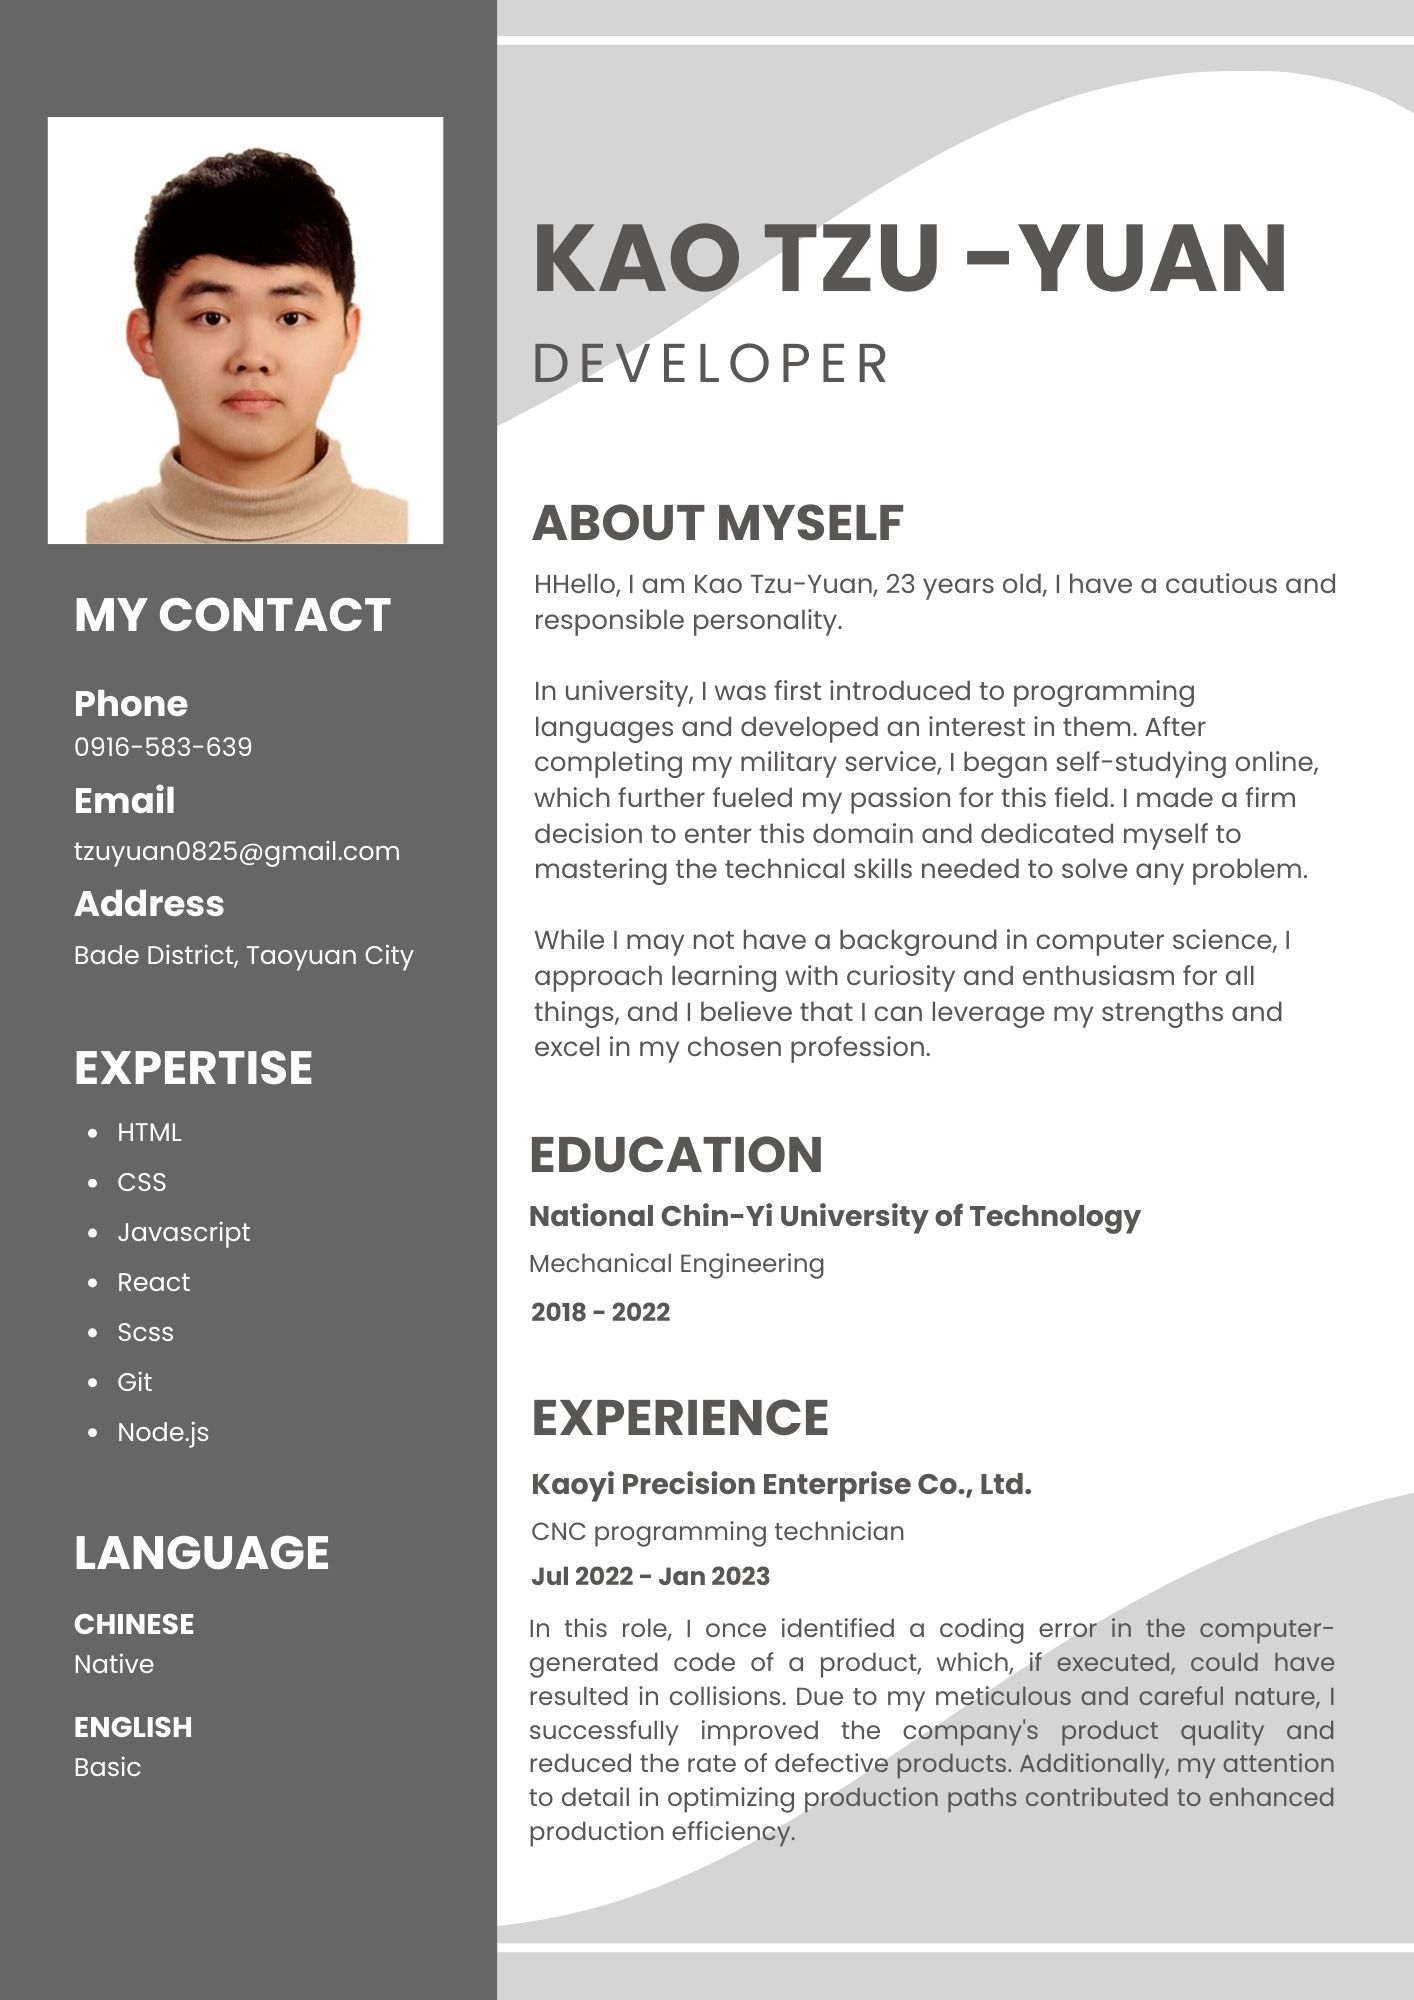 MY CONTACT
Phone
0916-583-639
Email
tzuyuan0825@gmail.com
Address
Bade District, Taoyuan City
EXPERTISE
• HTML
• CSS
• Javascript
• React
• Scss
• Git
• Node.js
LANGUAGE
CHINESE
Native
ENGLISH
Basic
KAO TZU -YUAN
DEVELOPER
ABOUT MYSELF
HHello, I am Kao Tzu-Yuan, 23 years old, I have a cautious and
responsible personality.
In university, I was first introduced to programming
languages and developed an interest in them. After
completing my military service, I began self-studying online,
which further fueled my passion for this field. I made a firm
decision to enter this domain and dedicated myself to
mastering the technical skills needed to solve any problem.
While I may not have a background in computer science, I
approach learning with curiosity and enthusiasm for all
things, and I believe that I can leverage my strengths and
excel in my chosen profession.
EDUCATION
National Chin-Yi University of Technology
Mechanical Engineering
2018 - 2022
EXPERIENCE
Kaoyi Precision Enterprise Co., Ltd.
CNC programming technician
Jul 2022 - Jan 2023
In this role, I once identified a coding error in the computer-
generated code of a product, which, if executed, could have
resulted in collisions. Due to my meticulous and careful nature, I
successfully improved the company's product quality and
reduced the rate of defective products. Additionally, my attention
to detail in optimizing production paths contributed to enhanced
production efficiency.